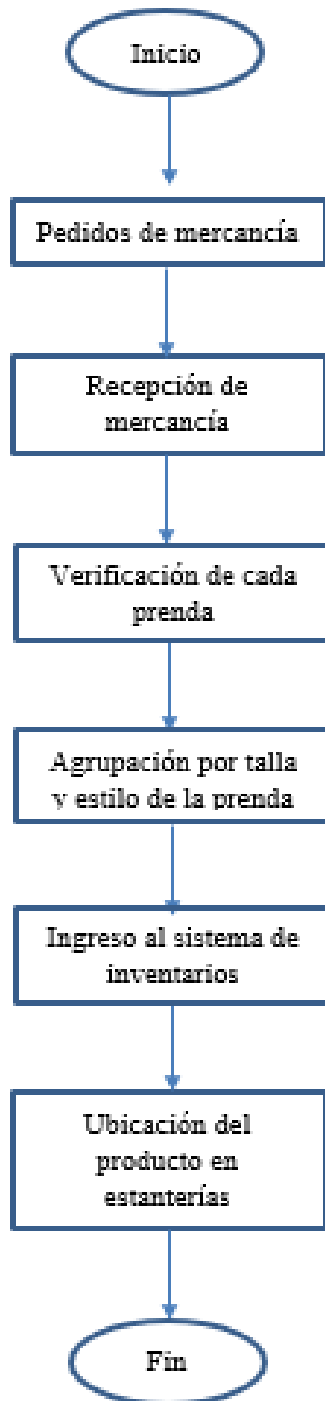 Inicio
Pedidos de mercancía
Recepción de
mercancía
Verificación de cada
prenda
Agrupación por talla
y estilo de la prenda
Ingreso al sistema de
inventarios
Ubicación del
producto en
estanterías
Fin